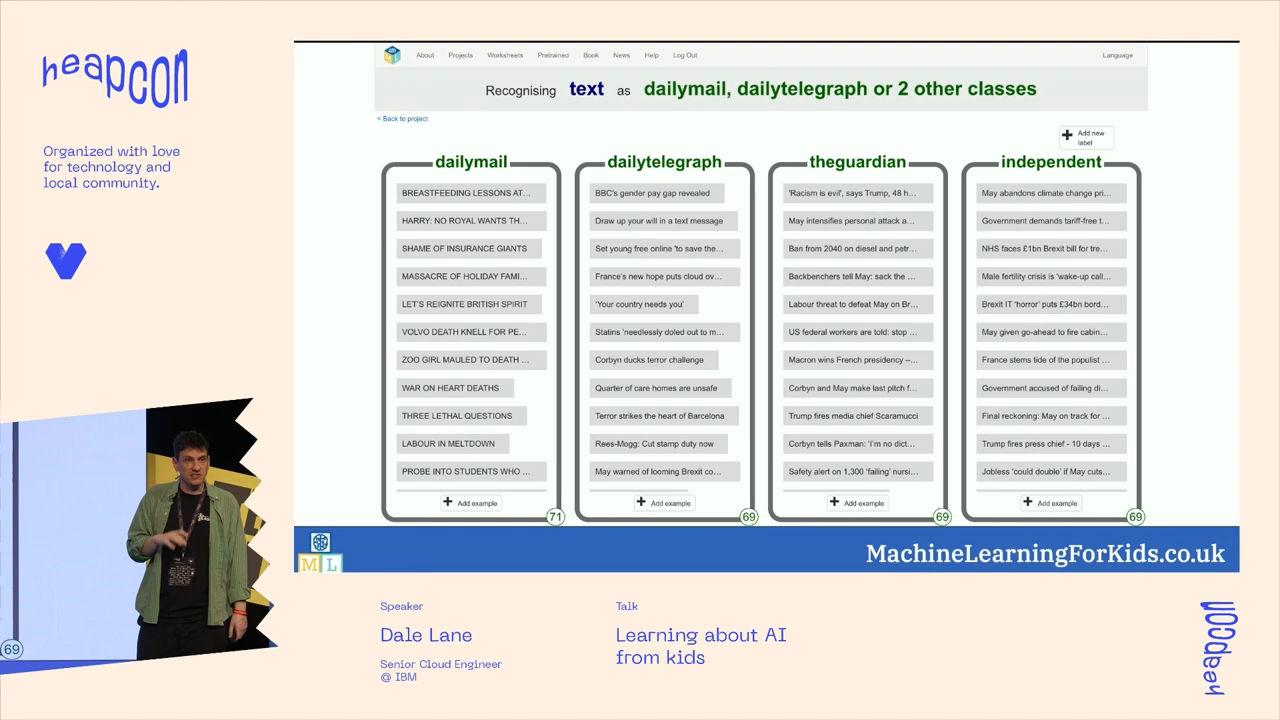 heapcon
Organized with love
for technology and
local community.
About Projects Worksheets Pretrained Book News Help Log Out Language
Recognising text as dailymail, dailytelegraph or 2 other classes
< Back to project
Add new
label
dailymail
BREASTFEEDING LESSONS AT...
HARRY: NO ROYAL WANTS TH...
SHAME OF INSURANCE GIANTS
MASSACRE OF HOLIDAY FAMI...
LET'S REIGNITE BRITISH SPIRIT
VOLVO DEATH KNELL FOR PE...
ZOO GIRL MAULED TO DEATH ...
WAR ON HEART DEATHS
THREE LETHAL QUESTIONS
LABOUR IN MELTDOWN
PROBE INTO STUDENTS WHO ...
Add example
71
dailytelegraph
BBC's gender pay gap revealed
Draw up your will in a text message
Set young free online 'to save the...
France's new hope puts cloud ov...
'Your country needs you'
Statins 'needlessly doled out to m...
Corbyn ducks terror challenge
Quarter of care homes are unsafe
Terror strikes the heart of Barcelona
Rees-Mogg: Cut stamp duty now
May warned of looming Brexit co...
Add example
69
theguardian
'Racism is evil', says Trump, 48 h...
May intensifies personal attack a...
Ban from 2040 on diesel and petr...
Backbenchers tell May: sack the ...
Labour threat to defeat May on Br...
US federal workers are told: stop ...
Macron wins French presidency –...
Corbyn and May make last pitch f...
Trump fires media chief Scaramucci
Corbyn tells Paxman: 'I'm no dict...
Safety alert on 1,300 'failing' nursi...
Add example
69
independent
May abandons climate change pri...
Government demands tariff-free t...
NHS faces £1bn Brexit bill for tre...
Male fertility crisis is 'wake-up call...
Brexit IT 'horror' puts £34bn bord...
May given go-ahead to fire cabin...
France stems tide of the populist ...
Government accused of failing di...
Final reckoning: May on track for ...
Trump fires press chief - 10 days ...
Jobless 'could double' if May cuts...
Add example
69
ML
MachineLearningForKids.co.uk
69
Speaker
Dale Lane
Senior Cloud Engineer
@ IBM
Talk
Learning about AI
from kids
heapcon